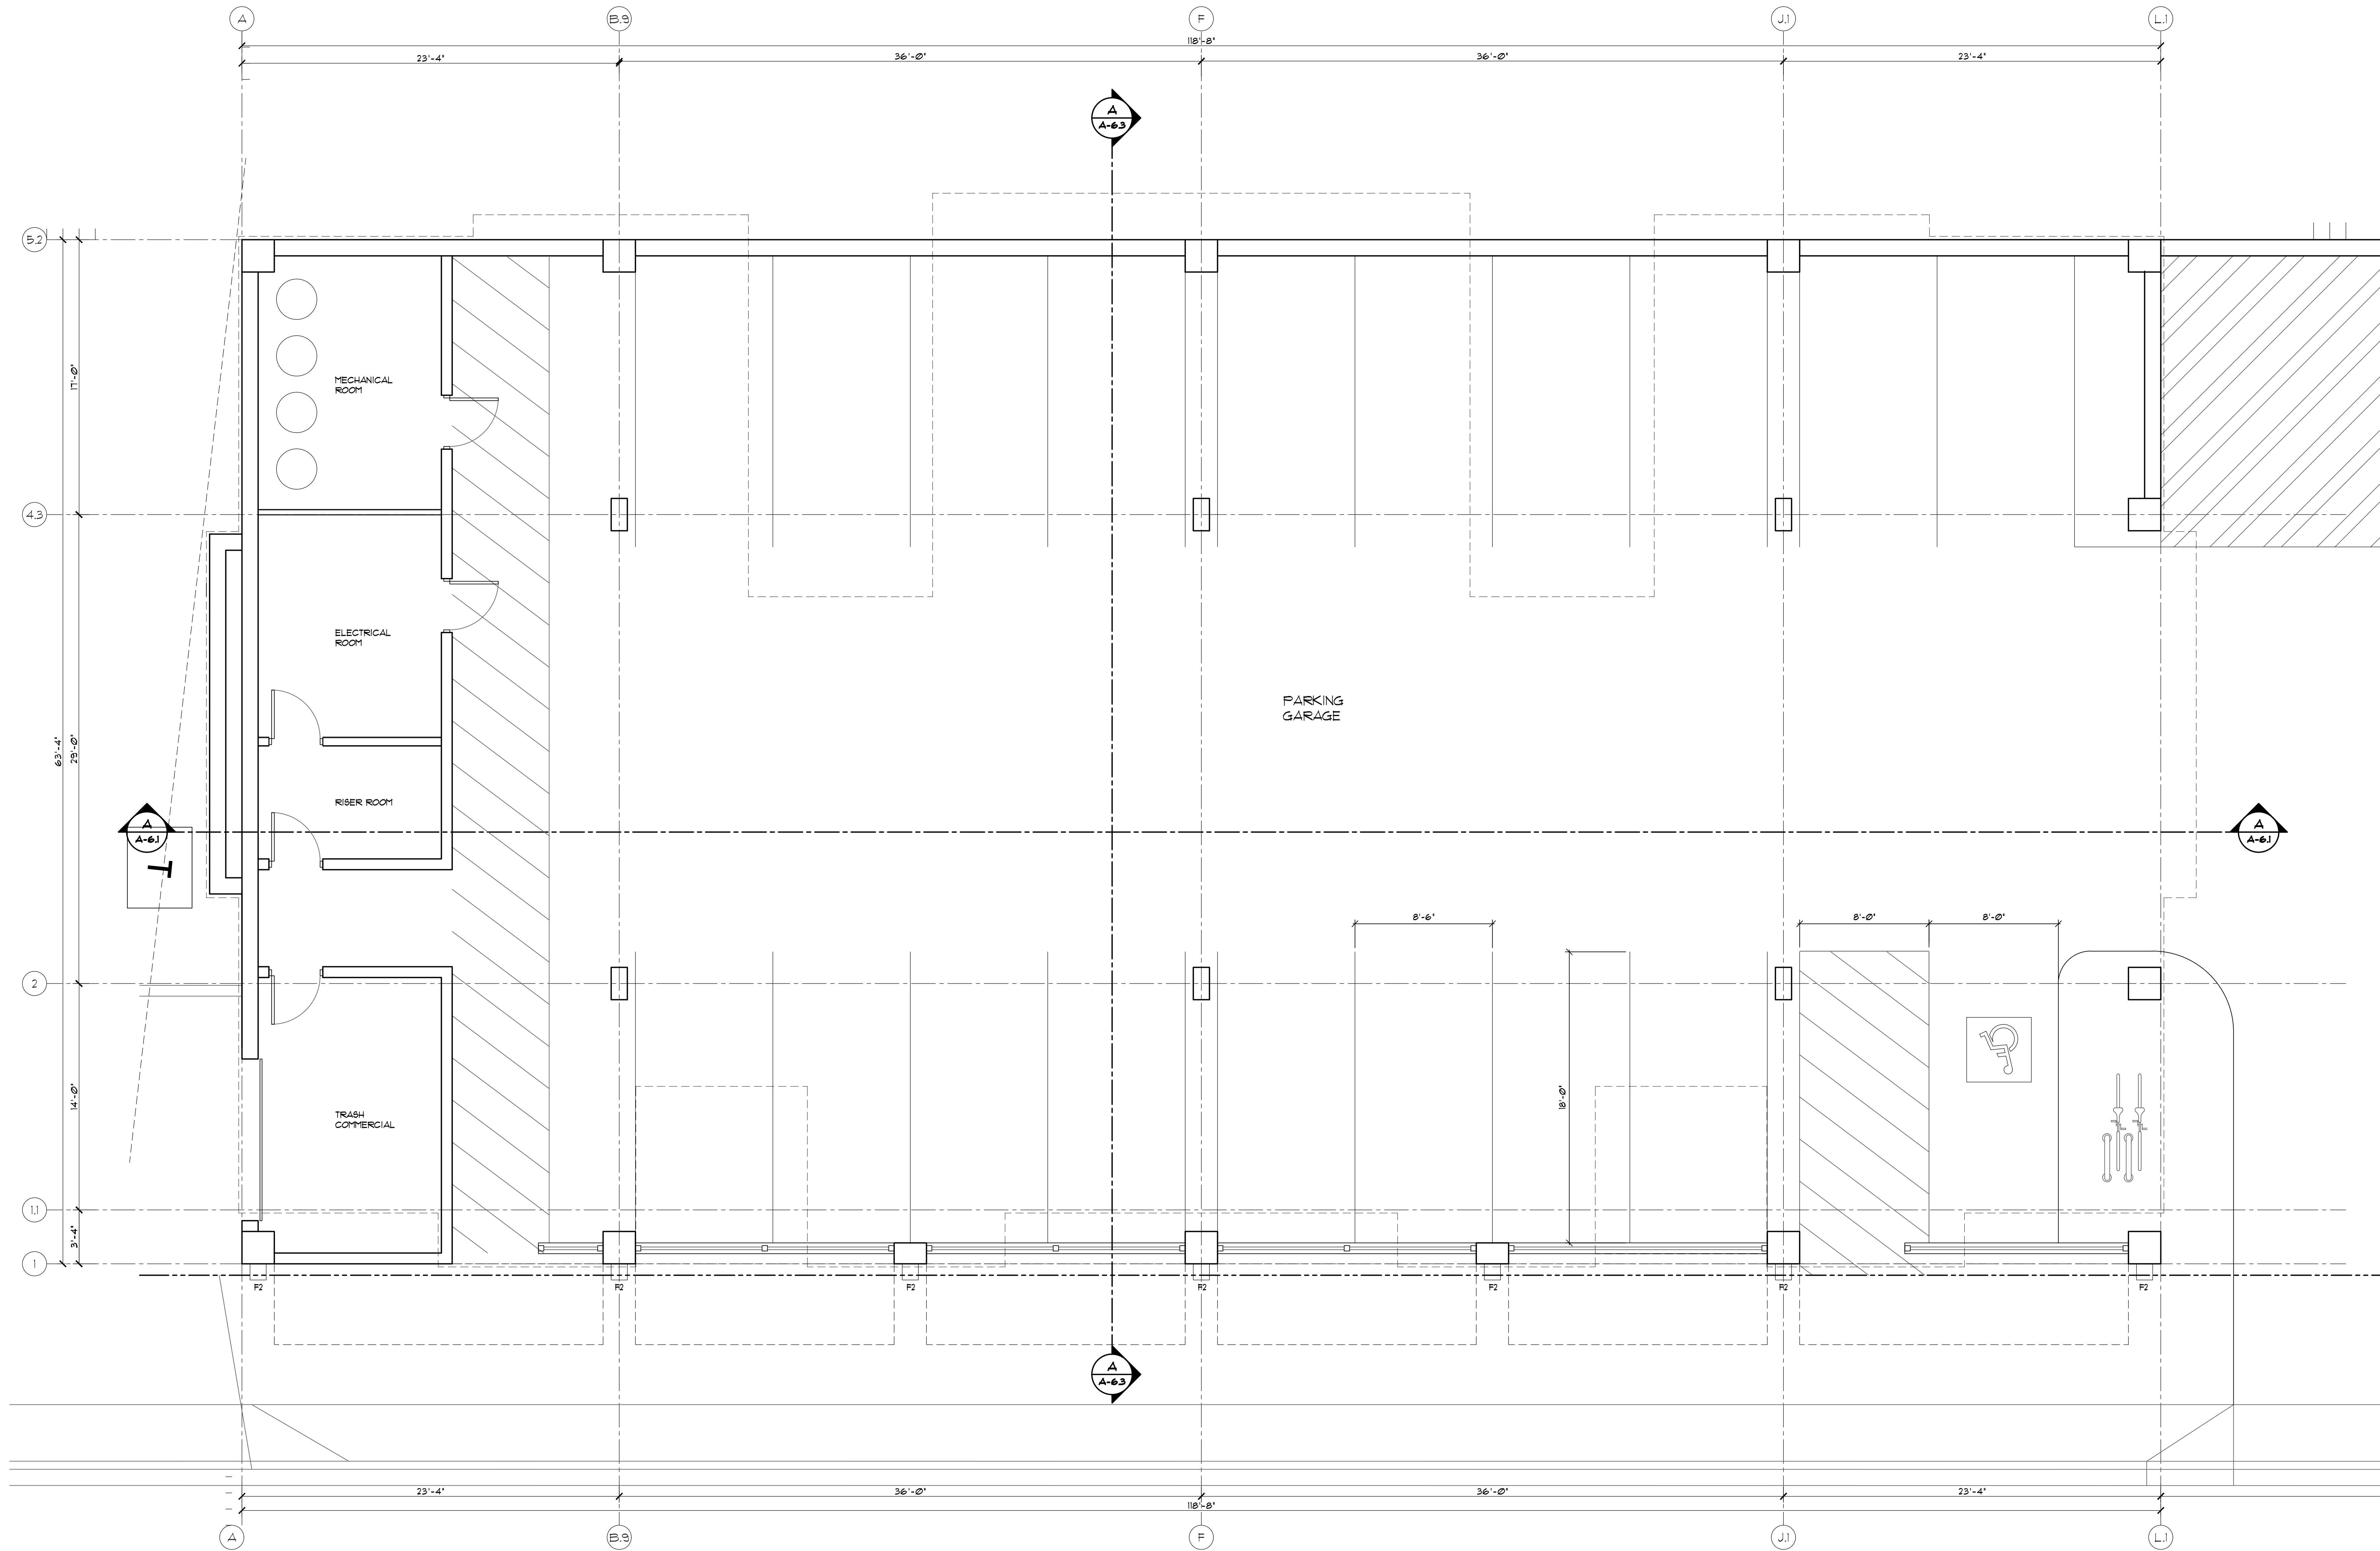 A
B.9
F
J.1
L.1
118'-8"
23'-4"
36'-0"
36'-0"
23'-4"
A
A-6.3
5.2
17'-0"
MECHANICAL
ROOM
4.3
ELECTRICAL
ROOM
PARKING
GARAGE
63'-4"
29'-0"
RISER ROOM
A
A-6.1
A
A-6.1
T
8'-6"
8'-0"
8'-0"
2
14'-0"
18'-0"
TRASH
COMMERCIAL
1.1
3'-4"
1
F2
F2
F2
F2
F2
F2
F2
A
A-6.3
23'-4"
36'-0"
36'-0"
23'-4"
118'-8"
A
B.9
F
J.1
L.1